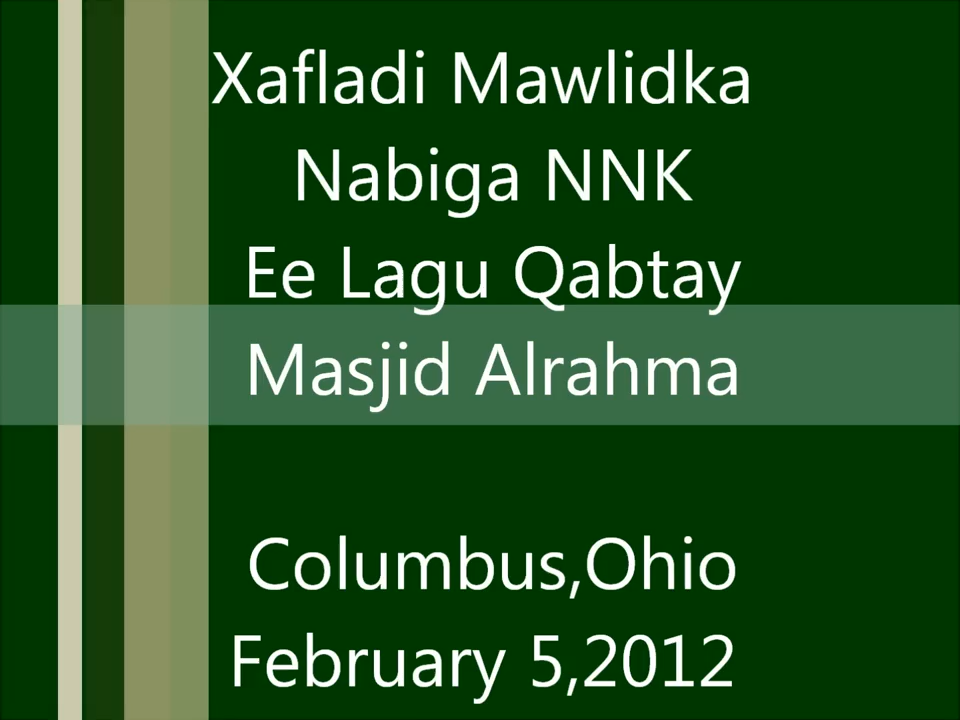 Xafladi Mawlidka
Nabiga NNK
Ee Lagu Qabtay
Masjid Alrahma
Columbus,Ohio
February 5,2012